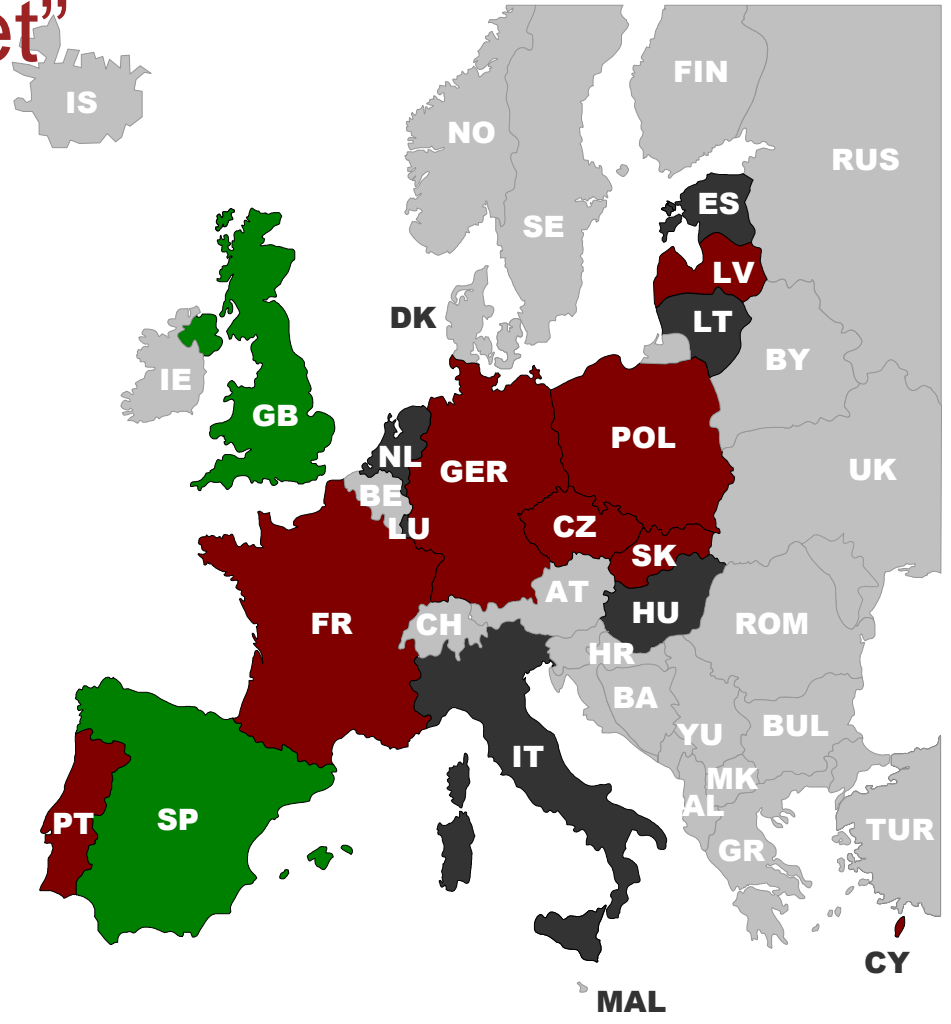 et”
IS
FIN
NO
RUS
ES
SE
LV
DK
LT
BY
IE
GB
POL
NL
GER
UK
BE
LU
CZ
SK
AT
HU
FR
CH
ROM
HR
BA
BUL
YU
IT
MK
AL
PT
SP
TUR
GR
CY
MAL